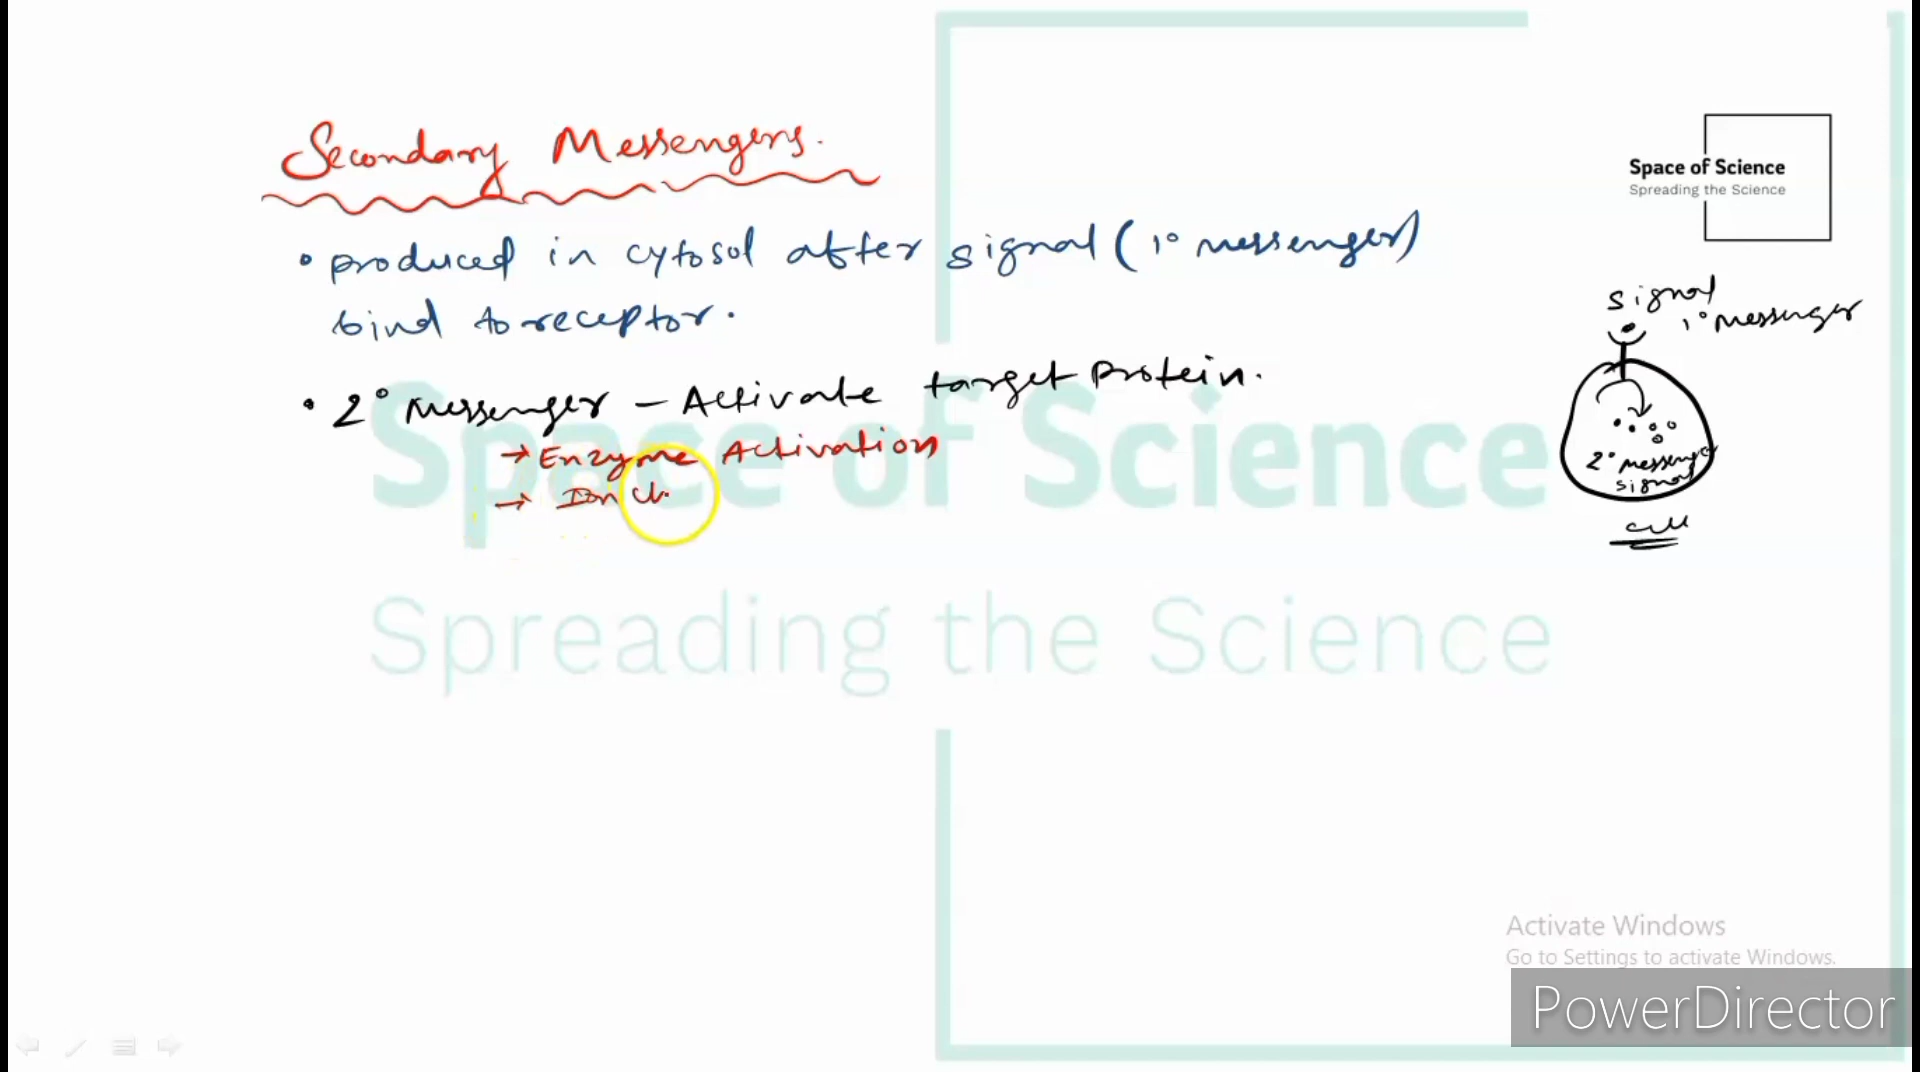 Secondary Messengers.
• produced in cytosol after signal (1° messenger)
bind to receptor.
• 2° messenger – Activate target Protein.
→ Enzyme Activation
→ Ion
Space of Science
Spreading the Science
signal
1° messenger
2° messenger
signal
cell
Space of Science
Spreading the Science
Activate Windows
Go to Settings to activate Windows.
PowerDirector